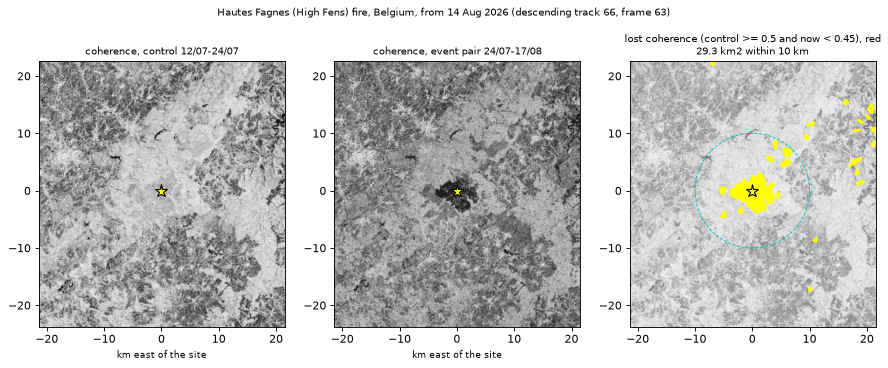 Hautes Fagnes (High Fens) fire, Belgium, from 14 Aug 2026 (descending track 66, frame 63)
coherence, control 12/07-24/07
coherence, event pair 24/07-17/08
lost coherence (control >= 0.5 and now < 0.45), red
29.3 km2 within 10 km
20
10
0
−10
−20
−20 −10 0 10 20
km east of the site
20
10
0
−10
−20
−20 −10 0 10 20
km east of the site
20
10
0
−10
−20
−20 −10 0 10 20